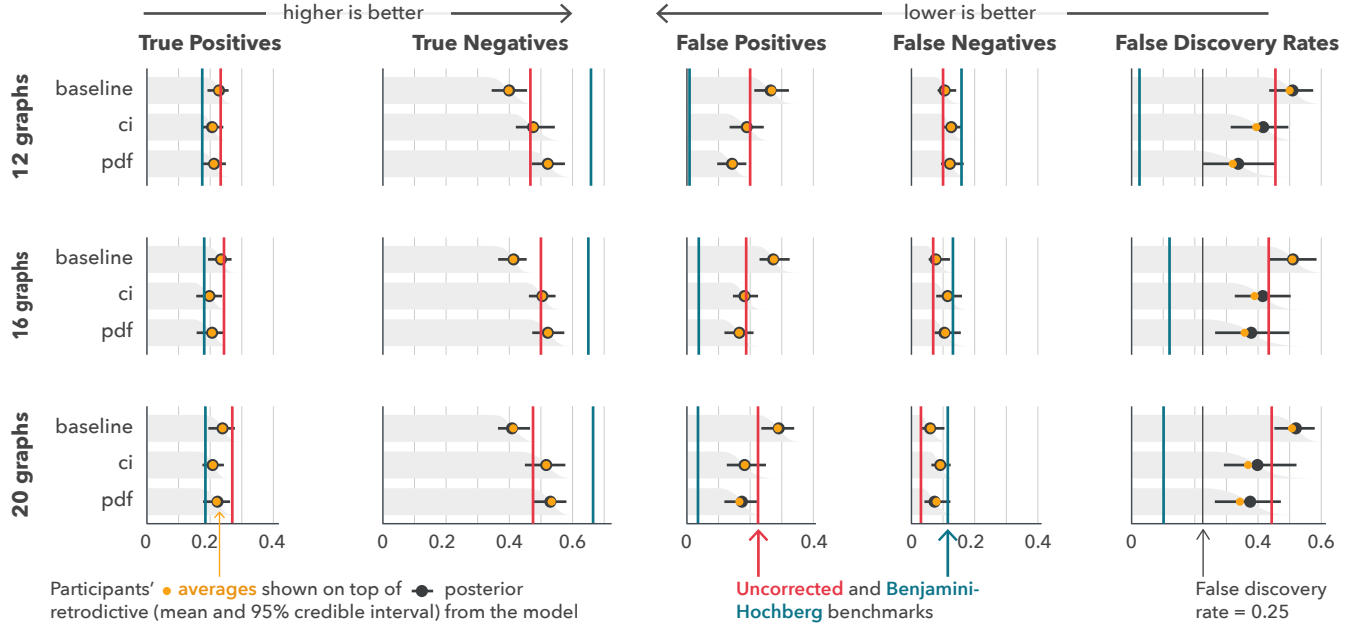 higher is better
lower is better
True Positives
True Negatives
False Positives
False Negatives
False Discovery Rates
12 graphs
baseline
ci
pdf
16 graphs
baseline
ci
pdf
20 graphs
baseline
ci
pdf
0 0.2 0.4
0 0.2 0.4 0.6
0 0.2 0.4
0 0.2 0.4
0 0.4 0.6
Participants' averages shown on top of posterior
retrodictive (mean and 95% credible interval) from the model
Uncorrected and Benjamini-
Hochberg benchmarks
False discovery
rate = 0.25